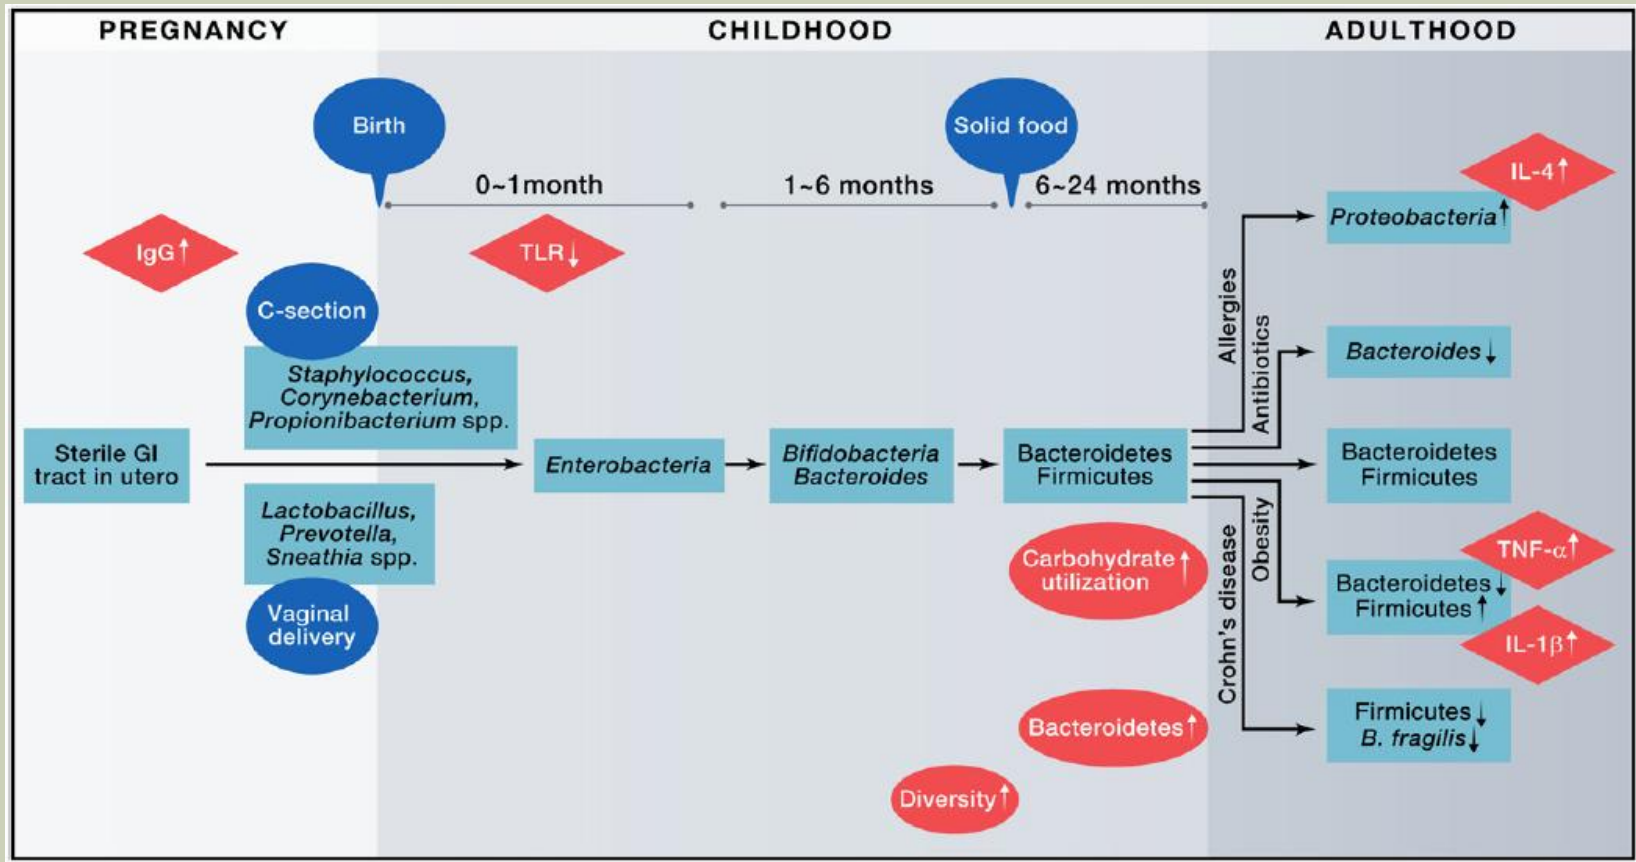 PREGNANCY
CHILDHOOD
ADULTHOOD
Birth
Solid food
0~1month
1~6 months
6~24 months
IL-4↑
Proteobacteria↑
IgG↑
TLR↓
C-section
Allergies
Antibiotics
Bacteroides↓
Staphylococcus,
Corynebacterium,
Propionibacterium spp.
Sterile GI
tract in utero
Enterobacteria
Bifidobacteria
Bacteroides
Bacteroidetes
Firmicutes
Bacteroidetes
Firmicutes
Lactobacillus,
Prevotella,
Sneathia spp.
Vaginal
delivery
Carbohydrate↑
utilization
Crohn's disease
Obesity
TNF-α↑
Bacteroidetes↓
Firmicutes↑
IL-1β↑
Bacteroidetes↑
Firmicutes↓
B. fragilis↓
Diversity↑